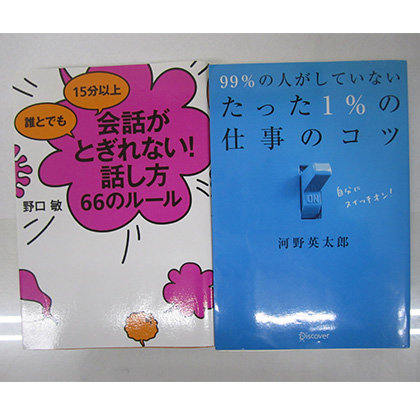 誰とでも
15分以上
会話が
とぎれない!
話し方
66のルール
野口 敏
99%の人がしていない
たった1%の
仕事のコツ
ON
自分に
スイッチオン!
河野英太郎
Discover